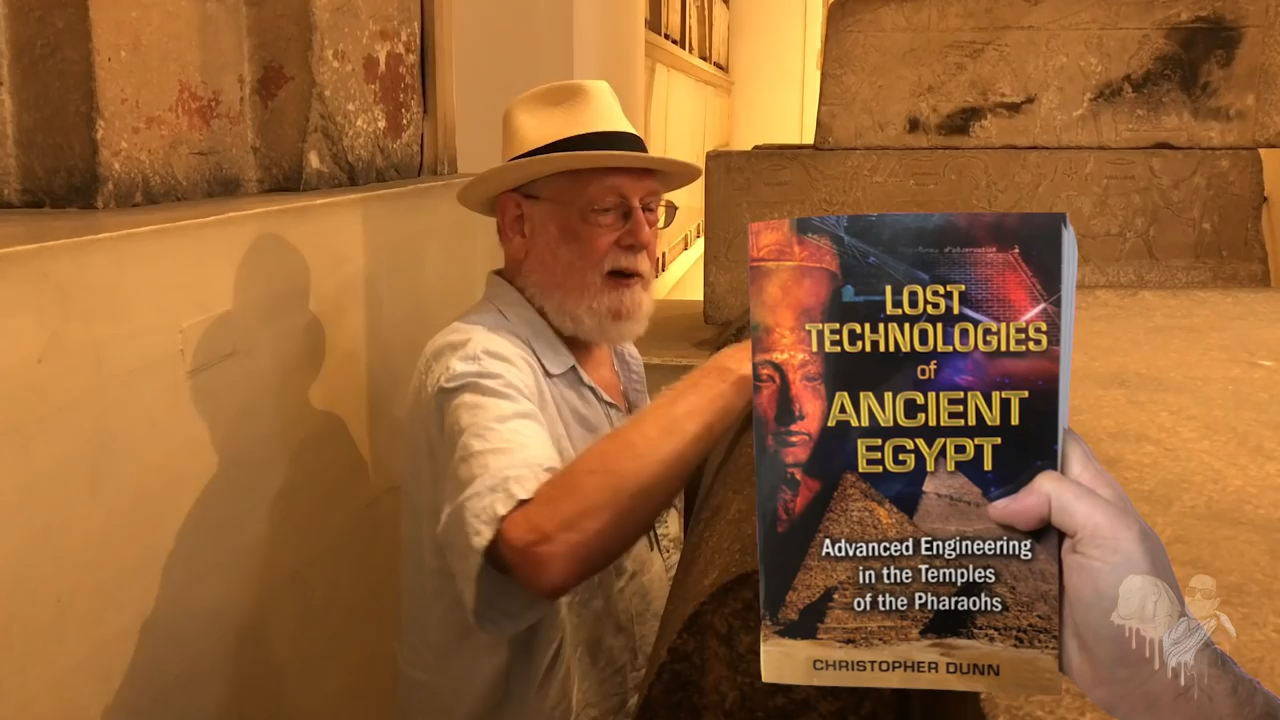 LOST
TECHNOLOGIES
of
ANCIENT
EGYPT
Advanced Engineering
in the Temples
of the Pharaohs
CHRISTOPHER DUNN